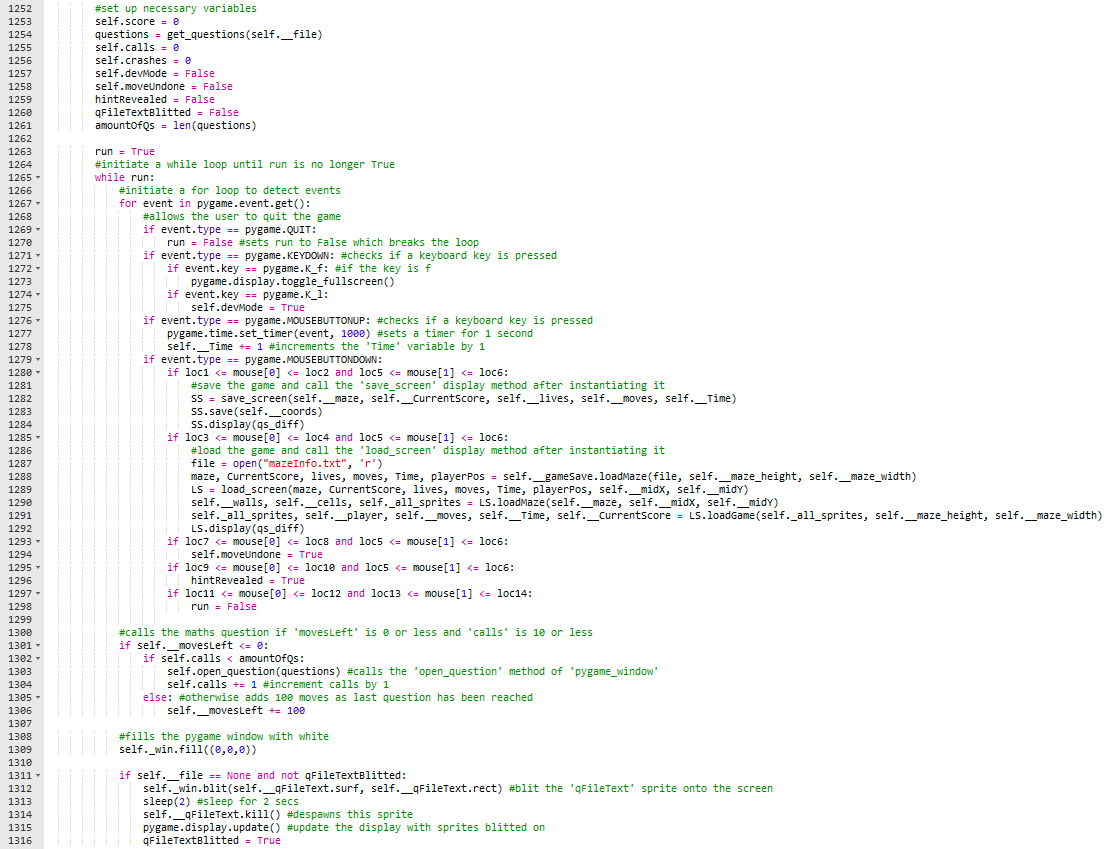 1252 #set up necessary variables
1253 self.score = 0
1254 questions = get_questions(self.__file)
1255 self.calls = 0
1256 self.crashes = 0
1257 self.devMode = False
1258 self.moveUndone = False
1259 hintRevealed = False
1260 qFileTextBlitted = False
1261 amountOfQs = len(questions)
1262
1263 run = True
1264 #initiate a while loop until run is no longer True
1265 while run:
1266 #initiate a for loop to detect events
1267 for event in pygame.event.get():
1268 #allows the user to quit the game
1269 if event.type == pygame.QUIT:
1270 run = False #sets run to False which breaks the loop
1271 if event.type == pygame.KEYDOWN: #checks if a keyboard key is pressed
1272 if event.key == pygame.K_f: #if the key is f
1273 pygame.display.toggle_fullscreen()
1274 if event.key == pygame.K_l:
1275 self.devMode = True
1276 if event.type == pygame.MOUSEBUTTONUP: #checks if a keyboard key is pressed
1277 pygame.time.set_timer(event, 1000) #sets a timer for 1 second
1278 self.__Time += 1 #increments the 'Time' variable by 1
1279 if event.type == pygame.MOUSEBUTTONDOWN:
1280 if loc1 <= mouse[0] <= loc2 and loc5 <= mouse[1] <= loc6:
1281 #save the game and call the 'save_screen' display method after instantiating it
1282 SS = save_screen(self.__maze, self.__CurrentScore, self.__lives, self.__moves, self.__Time)
1283 SS.save(self.__coords)
1284 SS.display(qs_diff)
1285 if loc3 <= mouse[0] <= loc4 and loc5 <= mouse[1] <= loc6:
1286 #load the game and call the 'load_screen' display method after instantiating it
1287 file = open("mazeInfo.txt", 'r')
1288 maze, CurrentScore, lives, moves, Time, playerPos = self.__gameSave.loadMaze(file, self.__maze_height, self.__maze_width)
1289 LS = load_screen(maze, CurrentScore, lives, moves, Time, playerPos, self.__midX, self.__midY)
1290 self.__walls, self.__cells, self._all_sprites = LS.loadMaze(self.__maze, self.__midX, self.__midY)
1291 self._all_sprites, self.__player, self.__moves, self.__Time, self.__CurrentScore = LS.loadGame(self._all_sprites, self.__maze_height, self.__maze_width)
1292 LS.display(qs_diff)
1293 if loc7 <= mouse[0] <= loc8 and loc5 <= mouse[1] <= loc6:
1294 self.moveUndone = True
1295 if loc9 <= mouse[0] <= loc10 and loc5 <= mouse[1] <= loc6:
1296 hintRevealed = True
1297 if loc11 <= mouse[0] <= loc12 and loc13 <= mouse[1] <= loc14:
1298 run = False
1299
1300 #calls the maths question if 'movesLeft' is 0 or less and 'calls' is 10 or less
1301 if self.__movesLeft <= 0:
1302 if self.calls < amountOfQs:
1303 self.open_question(questions) #calls the 'open_question' method of 'pygame_window'
1304 self.calls += 1 #increment calls by 1
1305 else: #otherwise adds 100 moves as last question has been reached
1306 self.__movesLeft += 100
1307
1308 #fills the pygame window with white
1309 self._win.fill((0,0,0))
1310
1311 if self.__file == None and not qFileTextBlitted:
1312 self._win.blit(self.__qFileText.surf, self.__qFileText.rect) #blit the 'qFileText' sprite onto the screen
1313 sleep(2) #sleep for 2 secs
1314 self.__qFileText.kill() #despawns this sprite
1315 pygame.display.update() #update the display with sprites blitted on
1316 qFileTextBlitted = True